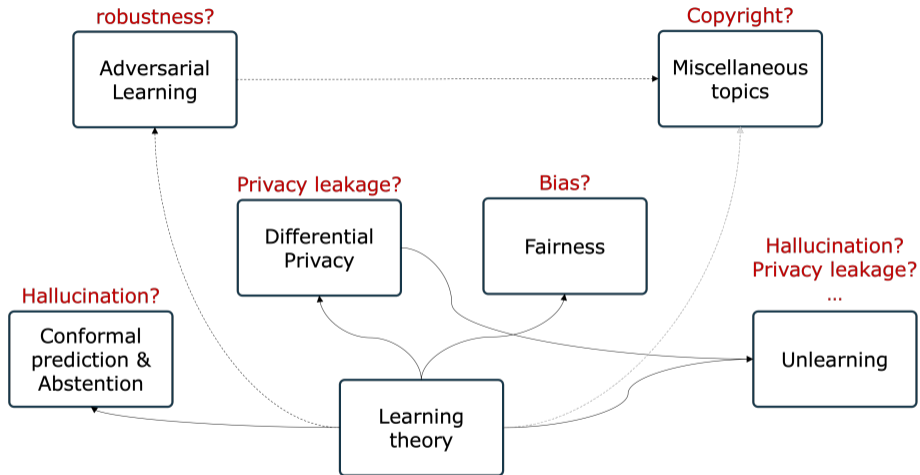 robustness?
Adversarial
Learning
Copyright?
Miscellaneous
topics
Privacy leakage?
Differential
Privacy
Bias?
Fairness
Hallucination?
Privacy leakage?
...
Unlearning
Hallucination?
Conformal
prediction &
Abstention
Learning
theory